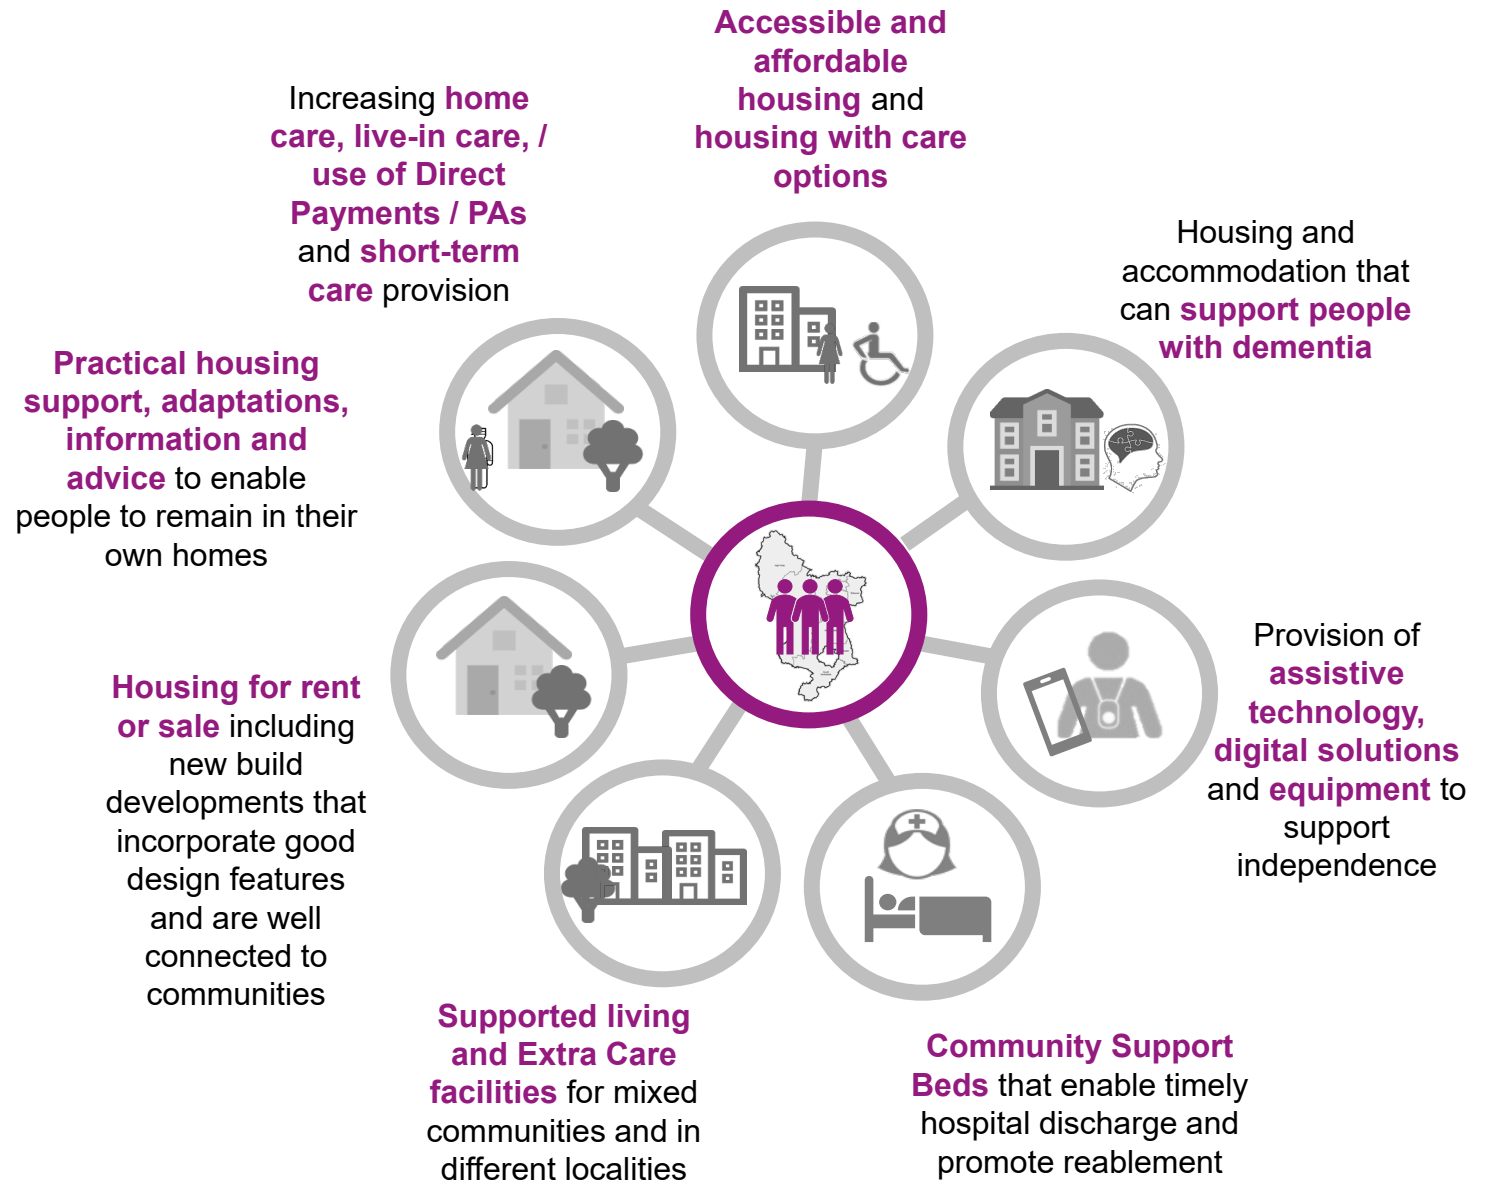 Accessible and
affordable
housing and
housing with care
options
Increasing home
care, live-in care, /
use of Direct
Payments / PAs
and short-term
care provision
Housing and
accommodation that
can support people
with dementia
Practical housing
support, adaptations,
information and
advice to enable
people to remain in their
own homes
Provision of
assistive
technology,
digital solutions
and equipment to
support
independence
Housing for rent
or sale including
new build
developments that
incorporate good
design features
and are well
connected to
communities
Supported living
and Extra Care
facilities for mixed
communities and in
different localities
Community Support
Beds that enable timely
hospital discharge and
promote reablement